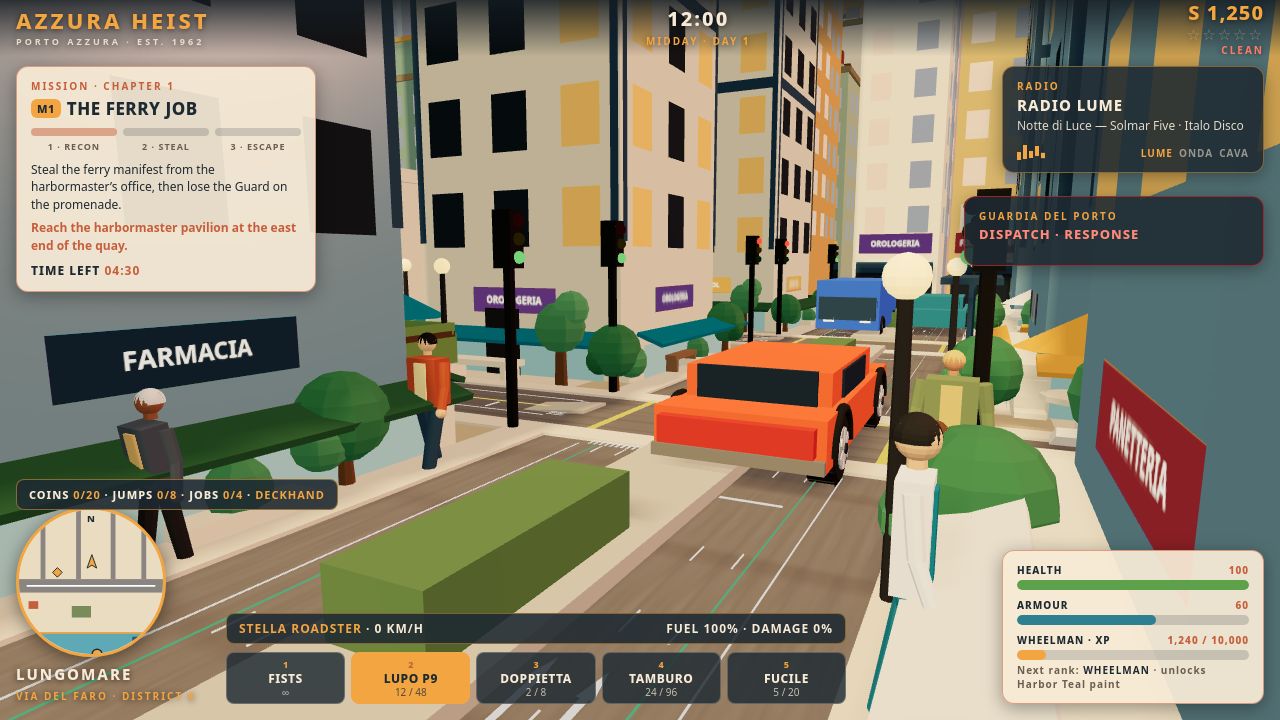 AZZURA HEIST
PORTO AZZURA · EST. 1962
12:00
MIDDAY · DAY 1
S 1,250
☆☆☆☆☆
CLEAN
MISSION · CHAPTER 1
M1 THE FERRY JOB
1 · RECON 2 · STEAL 3 · ESCAPE
Steal the ferry manifest from the
harbormaster's office, then lose the Guard on
the promenade.
Reach the harbormaster pavilion at the east
end of the quay.
TIME LEFT 04:30
RADIO
RADIO LUME
Notte di Luce — Solmar Five · Italo Disco
LUME ONDA CAVA
GUARDIA DEL PORTO
DISPATCH · RESPONSE
OROLOGERIA
OROLOGERIA
OROLOGERIA
FARMACIA
PANETTERIA
COINS 0/20 · JUMPS 0/8 · JOBS 0/4 · DECKHAND
N
LUNGOMARE
VIA DEL FARO · DISTRICT
STELLA ROADSTER · 0 KM/H FUEL 100% · DAMAGE 0%
1
FISTS
∞
2
LUPO P9
12 / 48
3
DOPPIETTA
2 / 8
4
TAMBURO
24 / 96
5
FUCILE
5 / 20
HEALTH 100
ARMOUR 60
WHEELMAN · XP 1,240 / 10,000
Next rank: WHEELMAN · unlocks
Harbor Teal paint